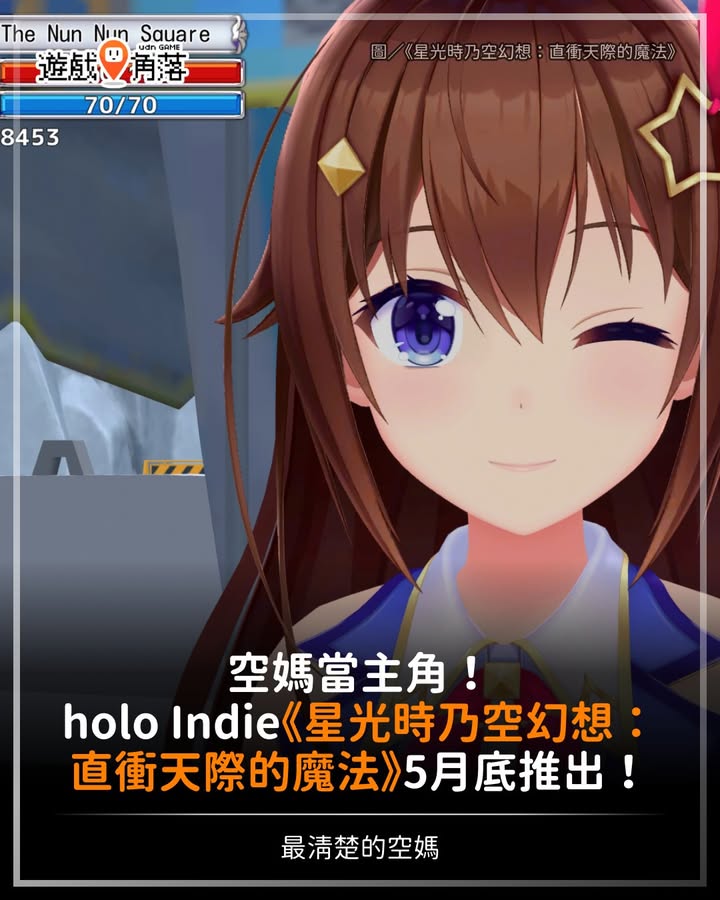 The Nun Nun Square
udn GAME
遊戲角落
圖／《星光時乃空幻想：直衝天際的魔法》
70/70
8453
空媽當主角！
holo Indie《星光時乃空幻想：
直衝天際的魔法》5月底推出！
最清楚的空媽